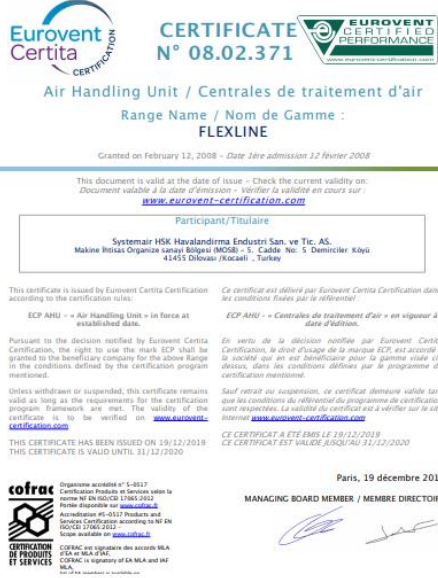 Eurovent
Certita
CERTIFICATION
CERTIFICATE
N° 08.02.371
EUROVENT
CERTIFIED
PERFORMANCE
www.eurovent-certification.com
Air Handling Unit / Centrales de traitement d'air
Range Name / Nom de Gamme :
FLEXLINE
Granted on February 12, 2008 - Date 1ère admission 12 février 2008
This document is valid at the date of issue - Check the current validity on:
Document valable à la date d'émission - Vérifier la validité en cours sur :
www.eurovent-certification.com
Participant/Titulaire
Systemair HSK Havalandirma Endustri San. ve Tic. AS.
Makine İhtisas Organize sanayi Bölgesi (MOSB) - 5. Cadde No: 5 Demirciler Köyü
41455 Dilovası /Kocaeli , Turkey
This certificate is issued by Eurovent Certita Certification
according to the certification rules:
ECP AHU - « Air Handling Unit » in force at
established date.
Pursuant to the decision notified by Eurovent Certita
Certification, the right to use the mark ECP shall be
granted to the beneficiary company for the above Range
in the conditions defined by the certification program
mentioned.
Unless withdrawn or suspended, this certificate remains
valid as long as the requirements for the certification
program framework are met. The validity of the
certificate is to be verified on www.eurovent-
certification.com
THIS CERTIFICATE HAS BEEN ISSUED ON 19/12/2019
THIS CERTIFICATE IS VALID UNTIL 31/12/2020
Ce certificat est délivré par Eurovent Certita Certification dans
les conditions fixées par le référentiel
ECP AHU - « Centrales de traitement d'air » en vigueur à
date d'édition.
En vertu de la décision notifiée par Eurovent Certita
Certification, le droit d'usage de la marque ECP, est accordé
la société qui en est bénéficiaire pour la gamme visée ci
dessus, dans les conditions définies par le programme d
certification mentionné.
Sauf retrait ou suspension, ce certificat demeure valide tan
que les conditions du référentiel du programme de certification
sont respectées. La validité du certificat est à vérifier sur le site
Internet www.eurovent-certification.com
CE CERTIFICAT A ETÉ EMIS LE 19/12/2019
CE CERTIFICAT EST VALIDE JUSQU'AU 31/12/2020
Paris, 19 décembre 201
MANAGING BOARD MEMBER / MEMBRE DIRECTOIR
cofrac
CERTIFICATION
DE PRODUITS
ET SERVICES
Organisme accrédité n° 5-0517
Certification Produits et Services selon la
norme NF EN ISO/CEI 17065:2012 -
Portée disponible sur www.cofrac.fr
Accreditation #5-0517 Products and
Services Certification according to NF EN
ISO/CEI 17065:2012 -
Scope available on www.cofrac.fr
COFRAC est signataire des accords MLA
d'EA et MLA d'IAF,
COFRAC is signatory of EA MLA and IAF
MLA,